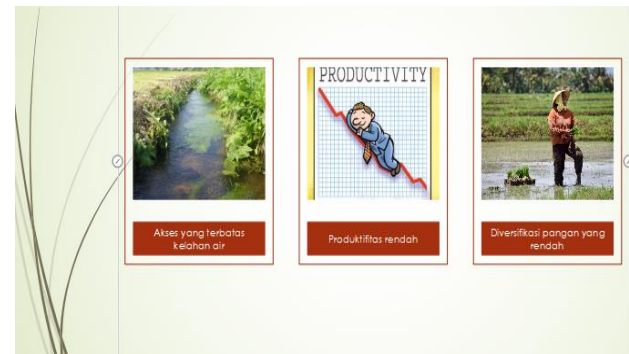 PRODUCTIVITY
Akses yang terbatas
kelahan air
Produktifitas rendah
Diversifikasi pangan yang
rendah